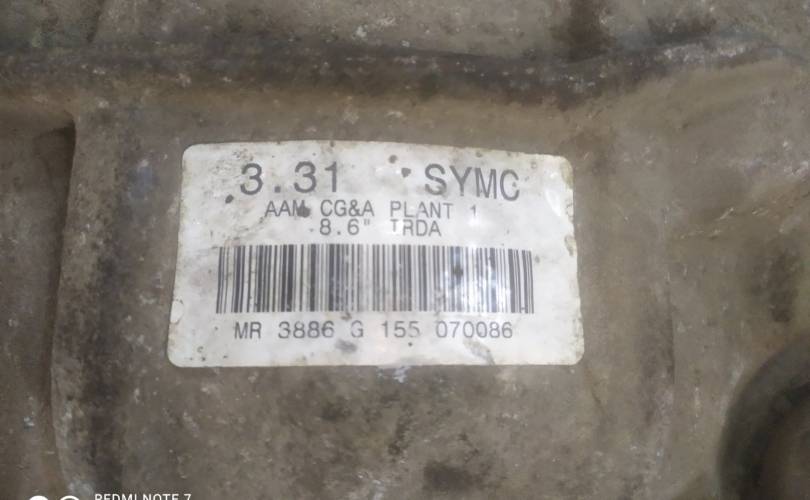 3.31 SYMC
AAM CG&A PLANT 1
8.6" TRDA
MR 3886 G 155 070086
REDMI NOTE 7